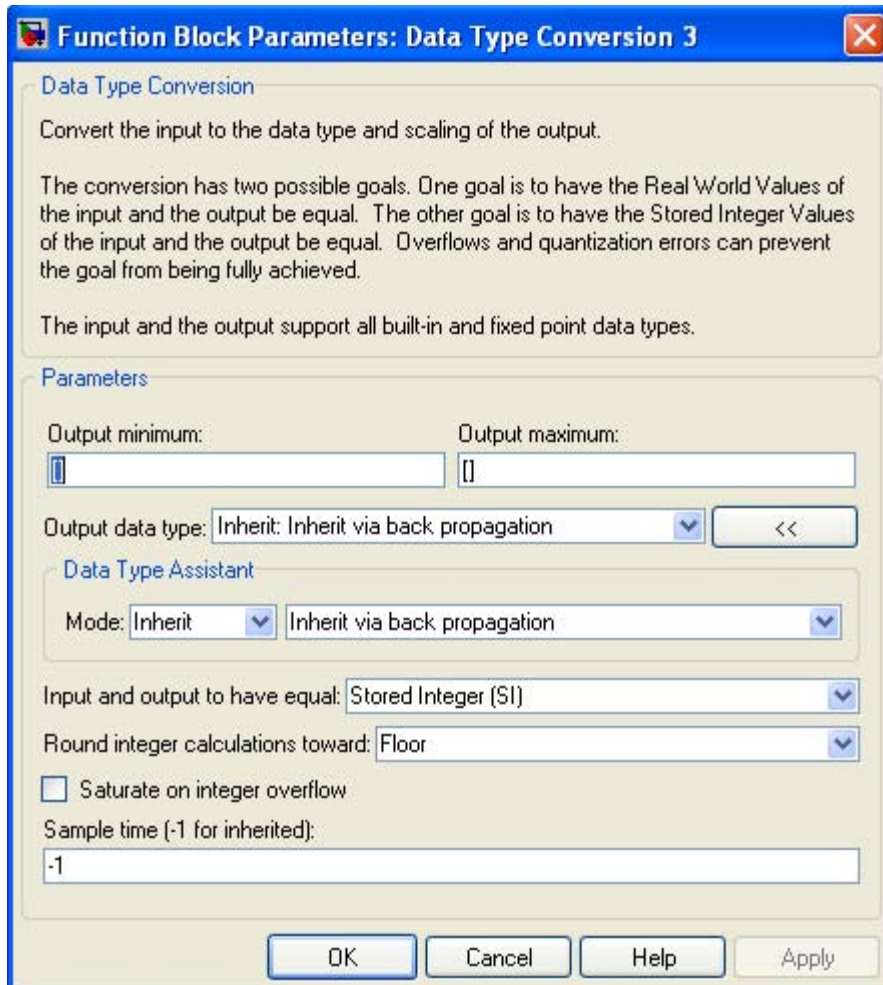 Function Block Parameters: Data Type Conversion 3
Data Type Conversion
Convert the input to the data type and scaling of the output.
The conversion has two possible goals. One goal is to have the Real World Values of
the input and the output be equal. The other goal is to have the Stored Integer Values
of the input and the output be equal. Overflows and quantization errors can prevent
the goal from being fully achieved.
The input and the output support all built-in and fixed point data types.
Parameters
Output minimum: Output maximum:
[] []
Output data type: Inherit: Inherit via back propagation <<
Data Type Assistant
Mode: Inherit Inherit via back propagation
Input and output to have equal: Stored Integer (SI)
Round integer calculations toward: Floor
Saturate on integer overflow
Sample time (-1 for inherited):
-1
OK Cancel Help Apply